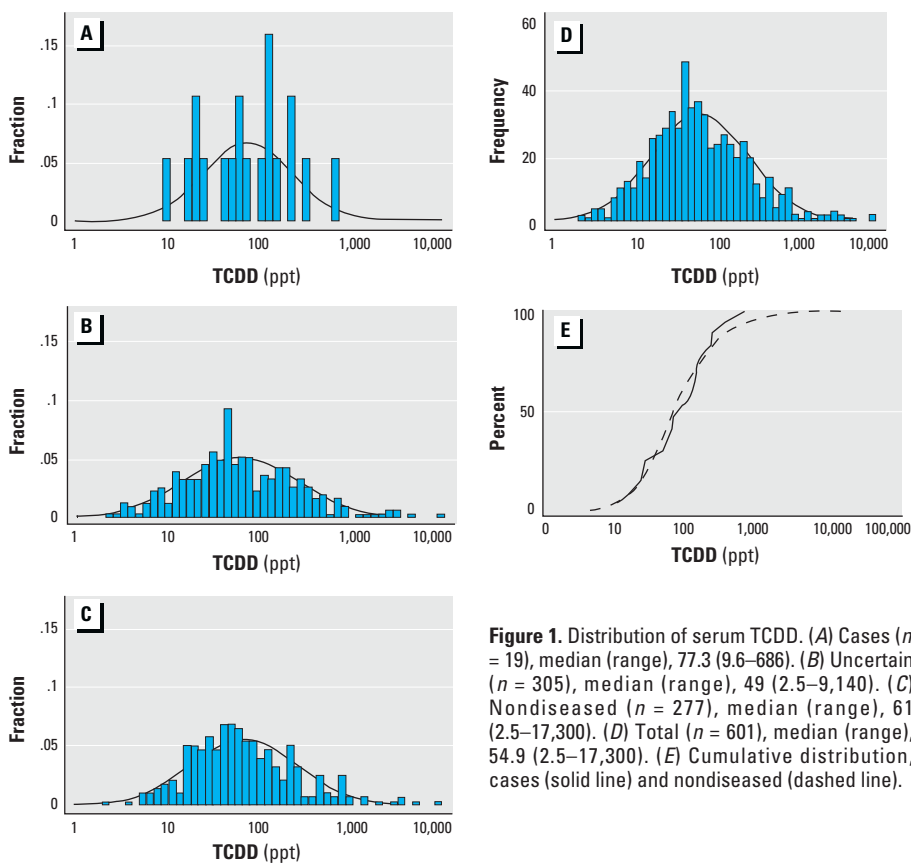 A
.15
.1
.05
0
Fraction
1 10 100 1,000 10,000
TCDD (ppt)
B
.15
.1
.05
0
Fraction
1 10 100 1,000 10,000
TCDD (ppt)
C
.15
.1
.05
0
Fraction
1 10 100 1,000 10,000
TCDD (ppt)
D
60
40
20
0
Frequency
1 10 100 1,000 10,000
TCDD (ppt)
E
100
50
0
Percent
0 10 100 1,000 10,000 100,000
TCDD (ppt)
Figure 1. Distribution of serum TCDD. (A) Cases (n
= 19), median (range), 77.3 (9.6–686). (B) Uncertain
(n = 305), median (range), 49 (2.5–9,140). (C)
Nondiseased (n = 277), median (range), 61
(2.5–17,300). (D) Total (n = 601), median (range),
54.9 (2.5–17,300). (E) Cumulative distribution,
cases (solid line) and nondiseased (dashed line).